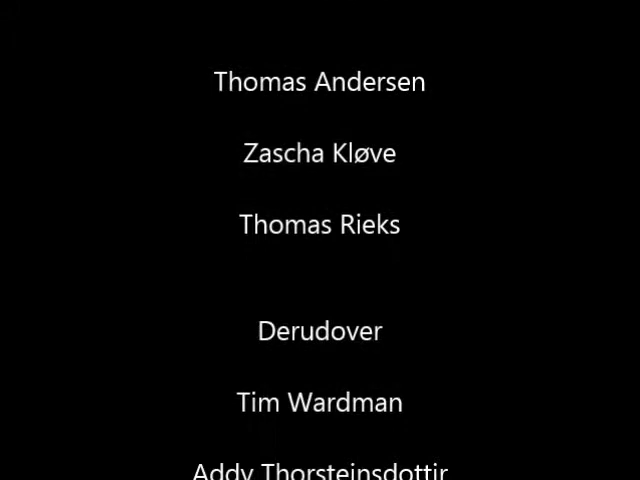 Thomas Andersen
Zascha Kløve
Thomas Rieks
Derudover
Tim Wardman
Addy Thorsteinsdottir